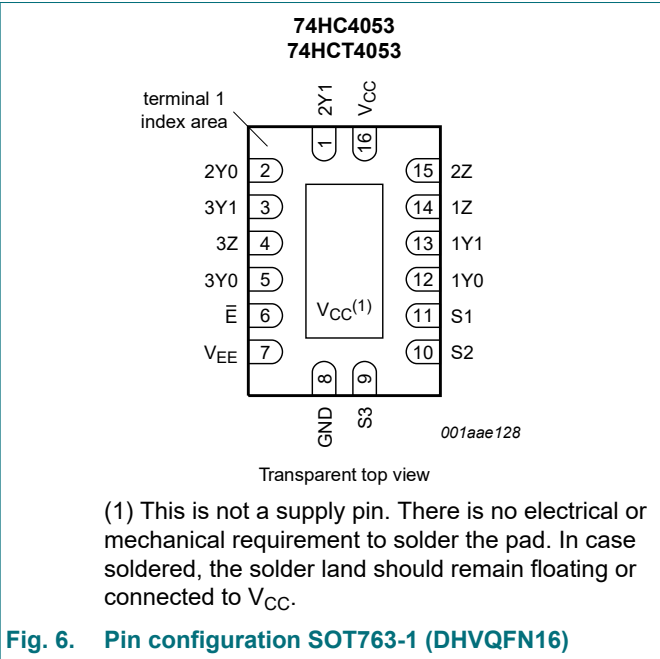 74HC4053
74HCT4053
terminal 1
index area
2Y1
VCC
1
16
2Y0 2
15 2Z
3Y1 3
14 1Z
3Z 4
13 1Y1
3Y0 5
12 1Y0
E̅ 6
VCC(1)
11 S1
VEE 7
10 S2
8
9
GND
S3
001aae128
Transparent top view
(1) This is not a supply pin. There is no electrical or
mechanical requirement to solder the pad. In case
soldered, the solder land should remain floating or
connected to VCC.
Fig. 6. Pin configuration SOT763-1 (DHVQFN16)